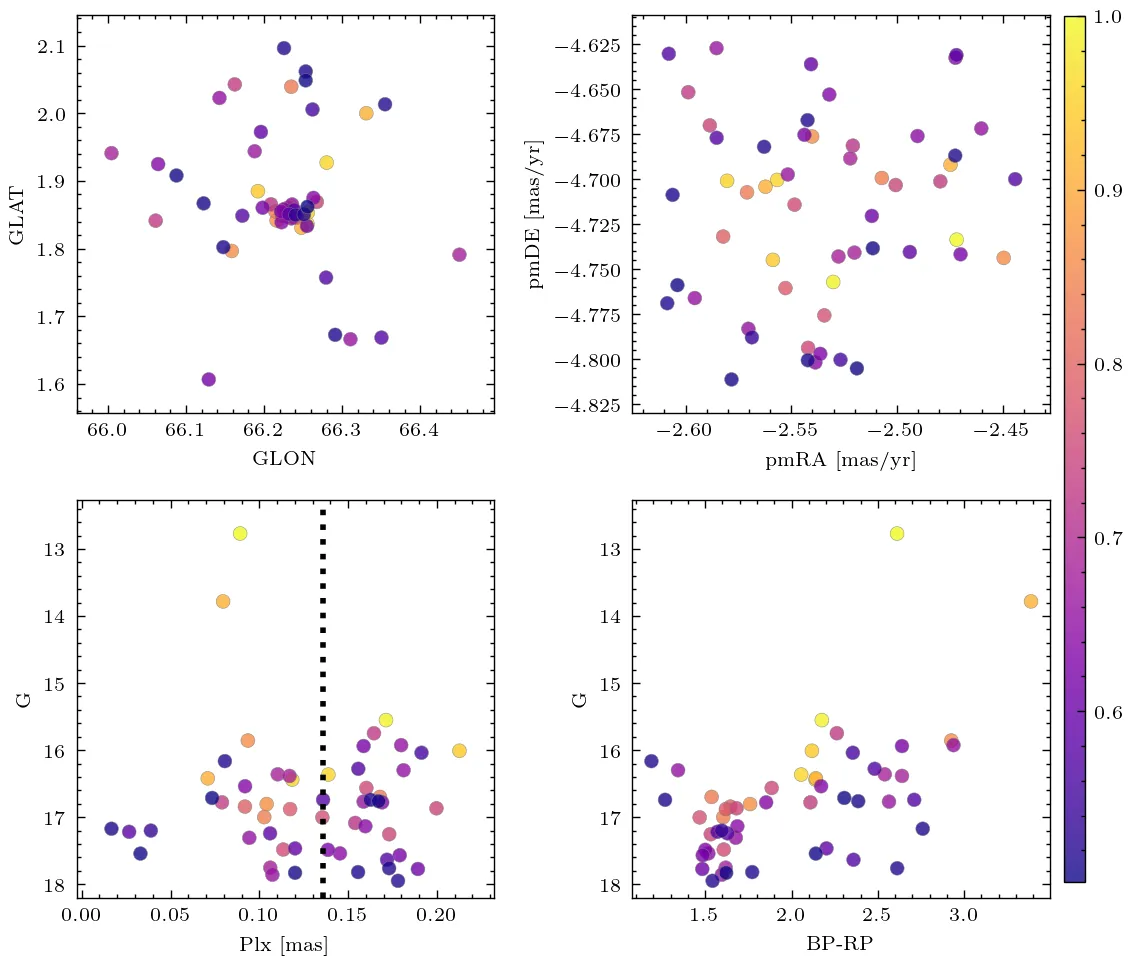 2.1
2.0
1.9
1.8
1.7
1.6
GLAT
66.0 66.1 66.2 66.3 66.4
GLON
−4.625
−4.650
−4.675
−4.700
−4.725
−4.750
−4.775
−4.800
−4.825
pmDE [mas/yr]
−2.60 −2.55 −2.50 −2.45
pmRA [mas/yr]
13
14
15
16
17
18
G
0.00 0.05 0.10 0.15 0.20
Plx [mas]
13
14
15
16
17
18
G
1.5 2.0 2.5 3.0
BP-RP
1.0
0.9
0.8
0.7
0.6